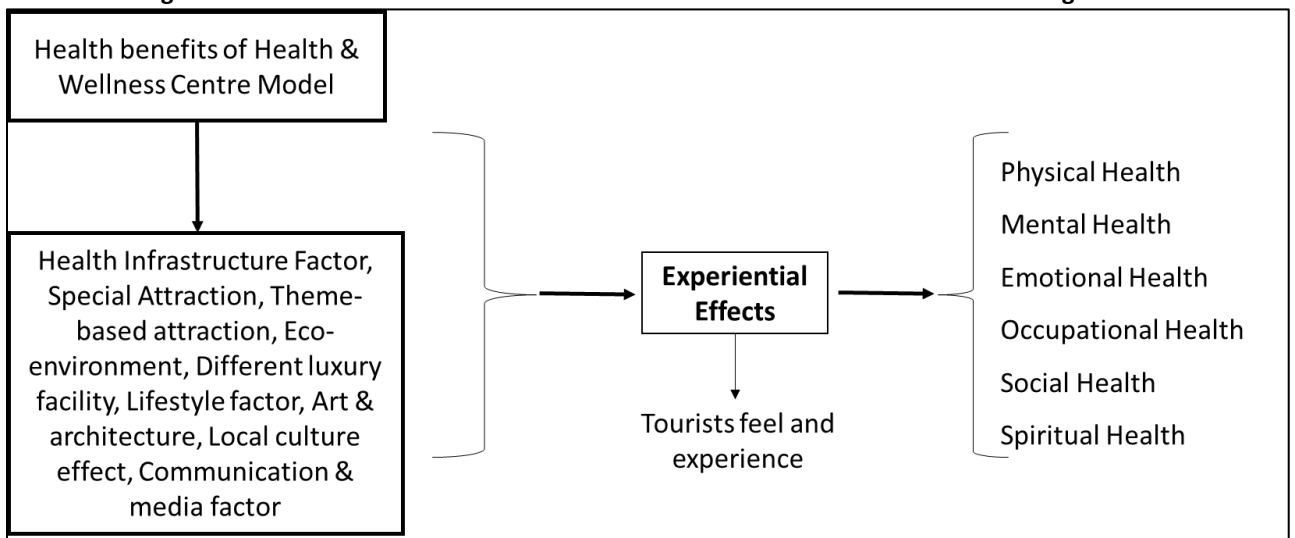 Health benefits of Health &
Wellness Centre Model
Health Infrastructure Factor,
Special Attraction, Theme-
based attraction, Eco-
environment, Different luxury
facility, Lifestyle factor, Art &
architecture, Local culture
effect, Communication &
media factor
Experiential
Effects
Tourists feel and
experience
Physical Health
Mental Health
Emotional Health
Occupational Health
Social Health
Spiritual Health